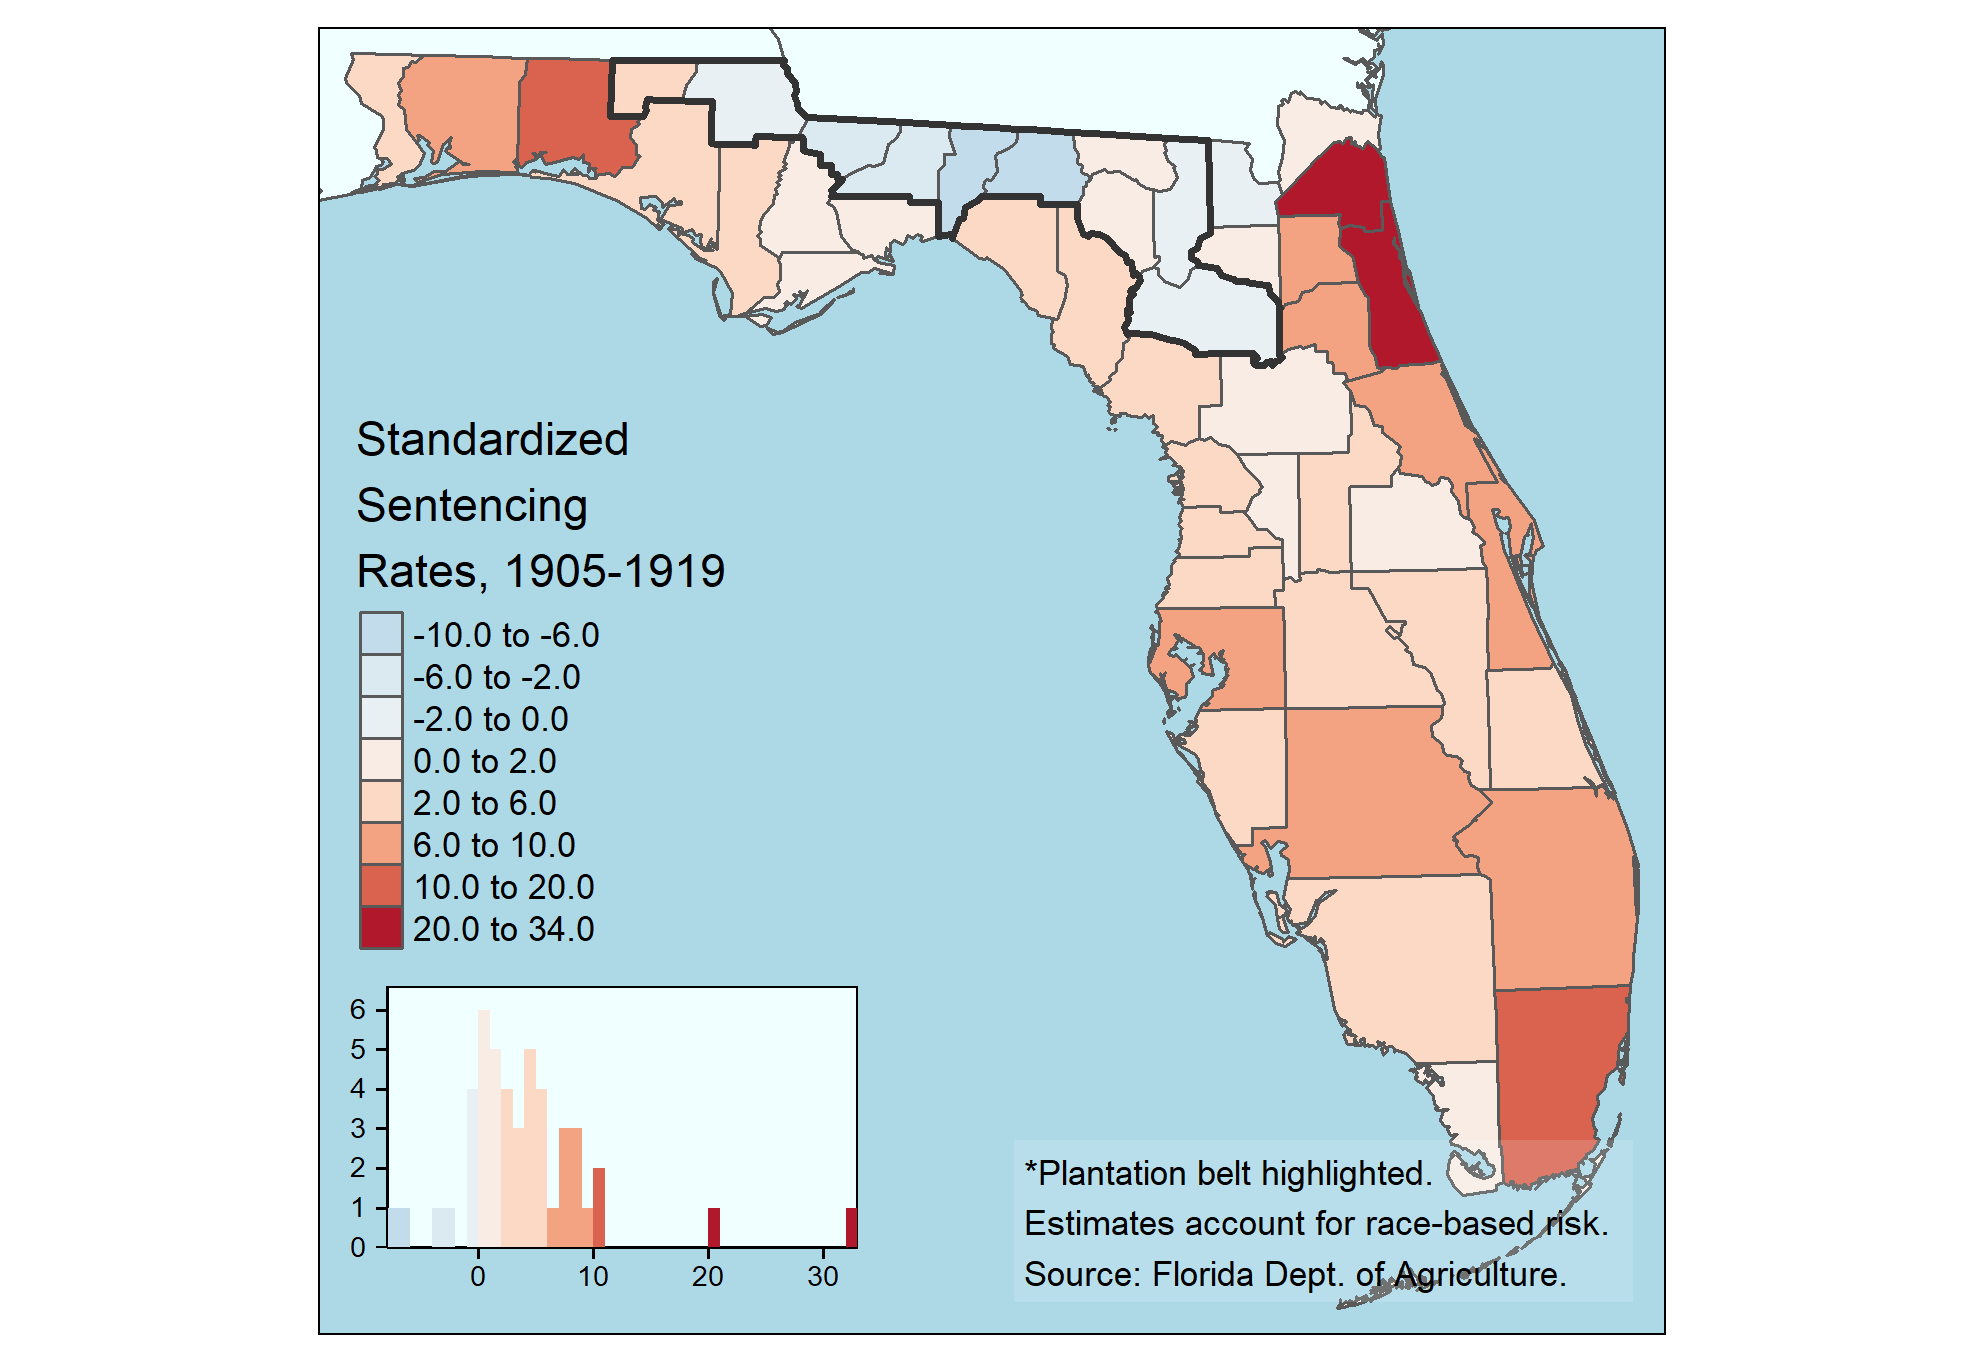 Standardized
Sentencing
Rates, 1905-1919
-10.0 to -6.0
-6.0 to -2.0
-2.0 to 0.0
0.0 to 2.0
2.0 to 6.0
6.0 to 10.0
10.0 to 20.0
20.0 to 34.0
6
5
4
3
2
1
0
0 10 20 30
*Plantation belt highlighted.
Estimates account for race-based risk.
Source: Florida Dept. of Agriculture.